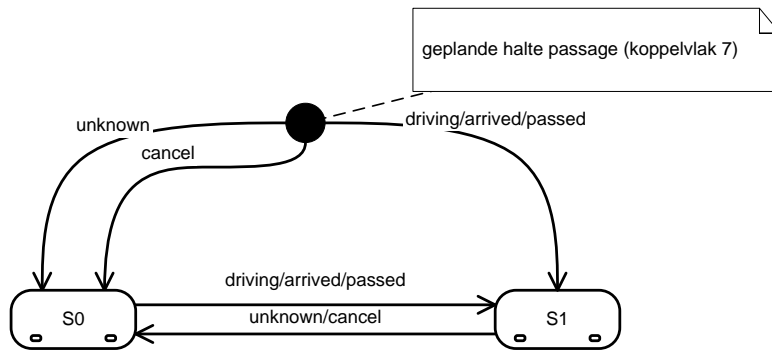 geplande halte passage (koppelvlak 7)
unknown
driving/arrived/passed
cancel
driving/arrived/passed
unknown/cancel
S0
S1